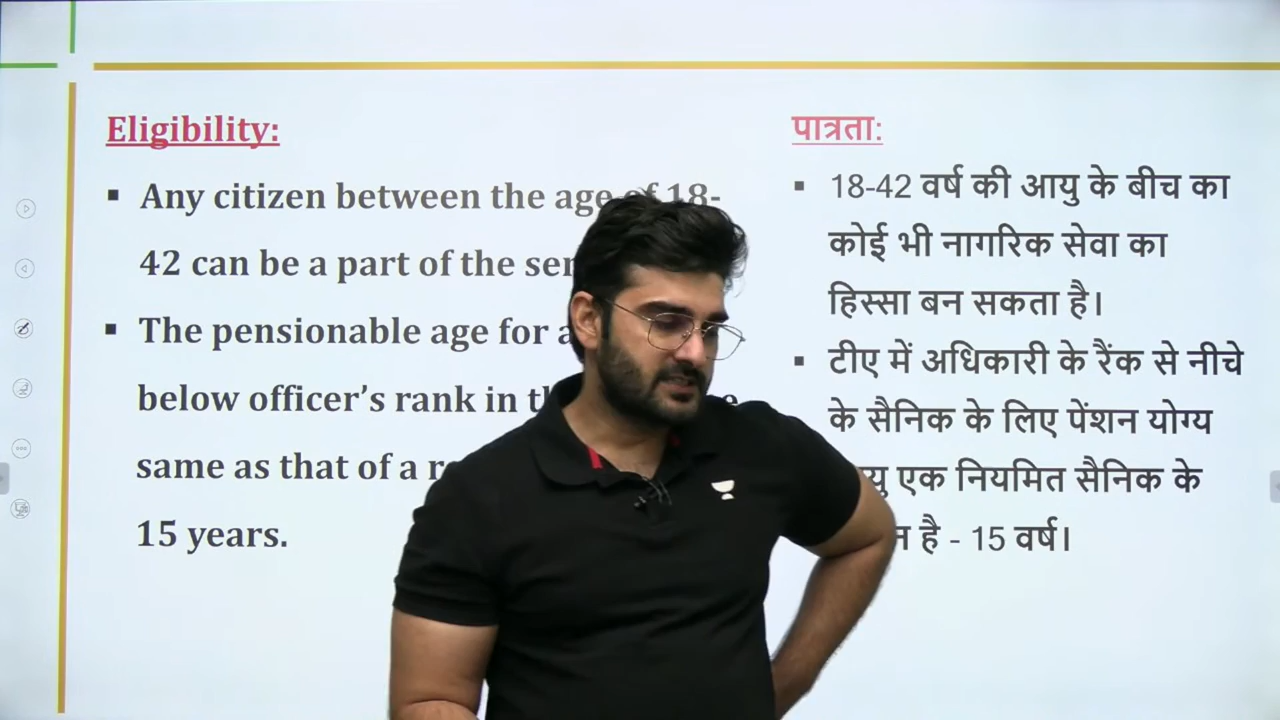 Eligibility:
▪ Any citizen between the age of 18-
42 can be a part of the
▪ The pensionable age for
below officer's rank in
same as that of a
15 years.
पात्रता:
▪ 18-42 वर्ष की आयु के बीच का
कोई भी नागरिक सेवा का
हिस्सा बन सकता है।
▪ टीए में अधिकारी के रैंक से नीचे
के सैनिक के लिए पेंशन योग्य
एक नियमित सैनिक के
है - 15 वर्ष।